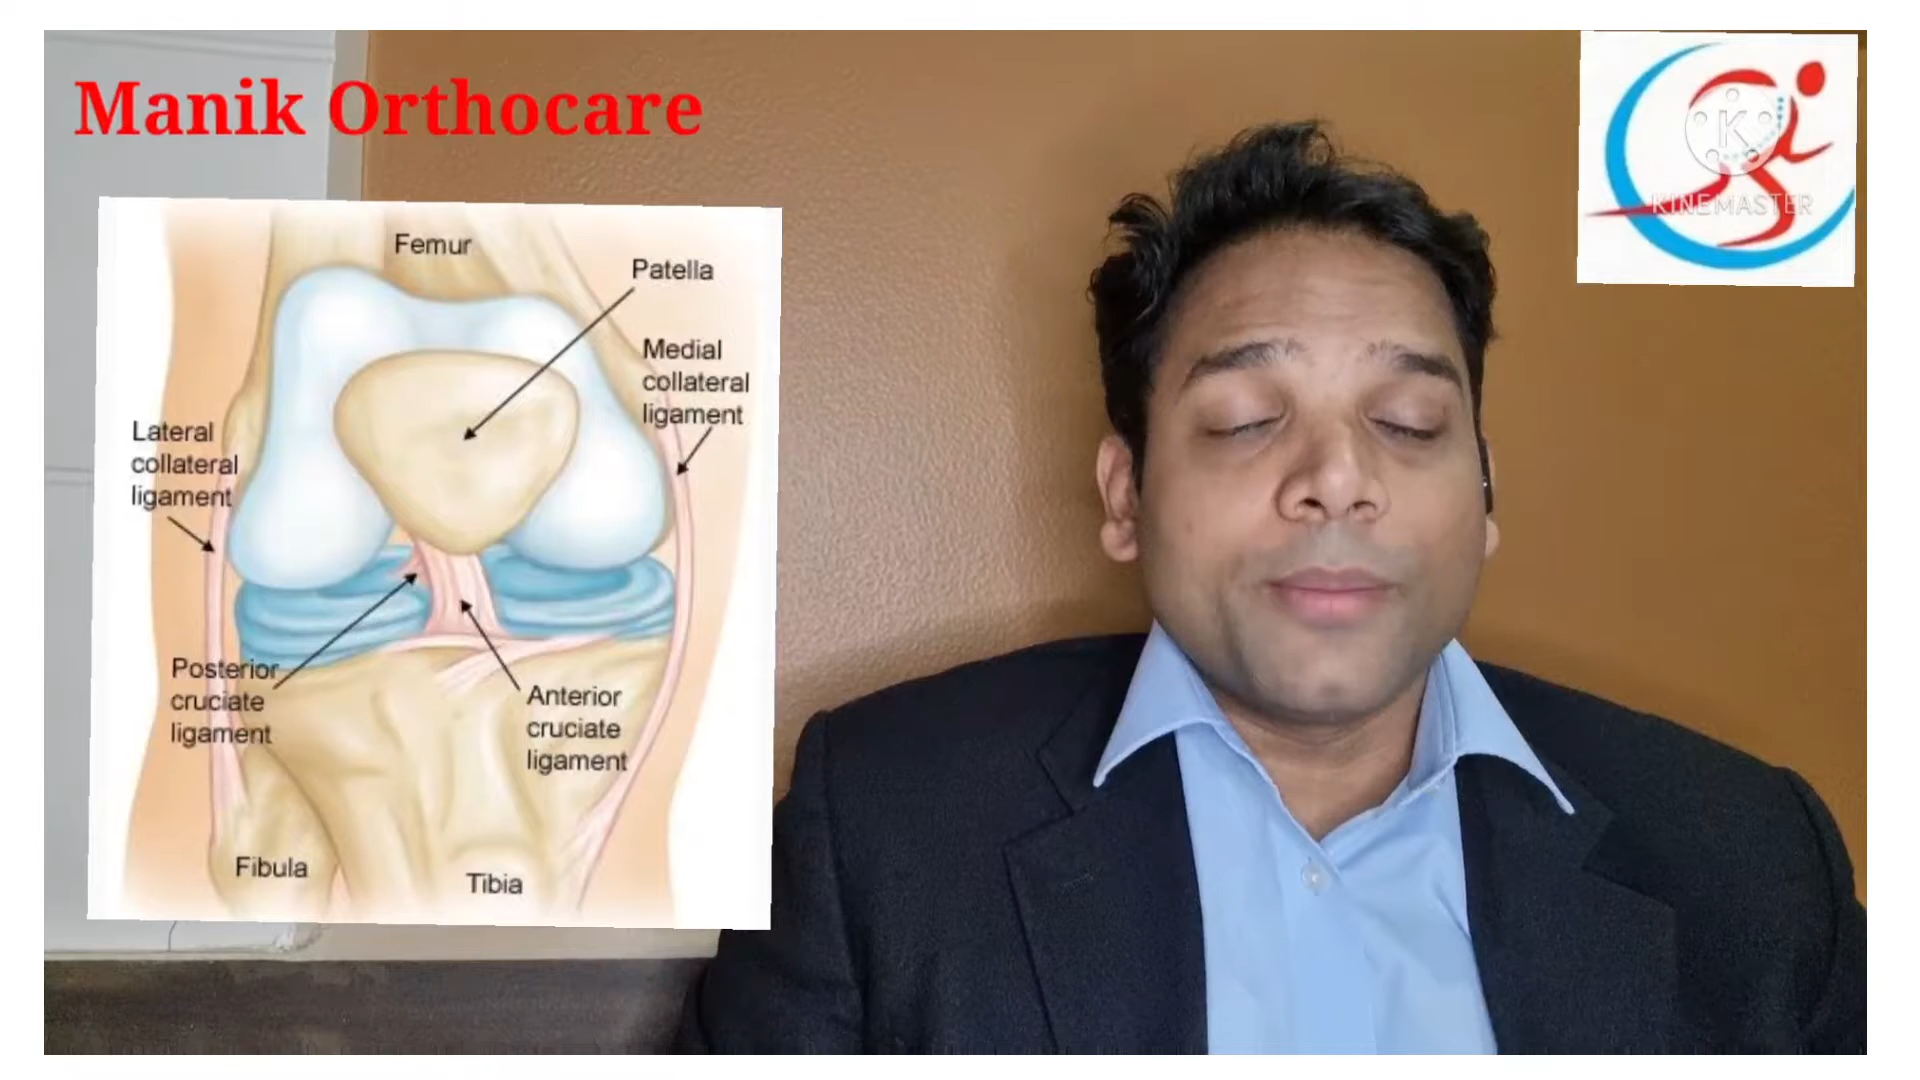 Manik Orthocare
K
KINEMASTER
Femur
Patella
Medial
collateral
ligament
Lateral
collateral
ligament
Posterior
cruciate
ligament
Anterior
cruciate
ligament
Fibula
Tibia